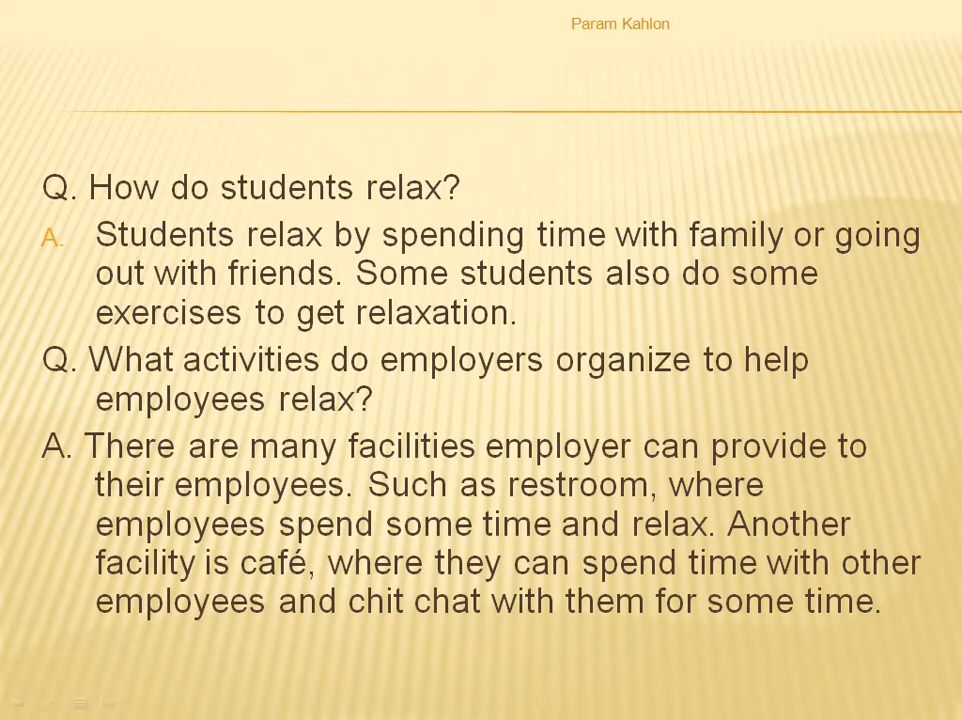 Param Kahlon
Q. How do students relax?
A. Students relax by spending time with family or going
out with friends. Some students also do some
exercises to get relaxation.
Q. What activities do employers organize to help
employees relax?
A. There are many facilities employer can provide to
their employees. Such as restroom, where
employees spend some time and relax. Another
facility is café, where they can spend time with other
employees and chit chat with them for some time.